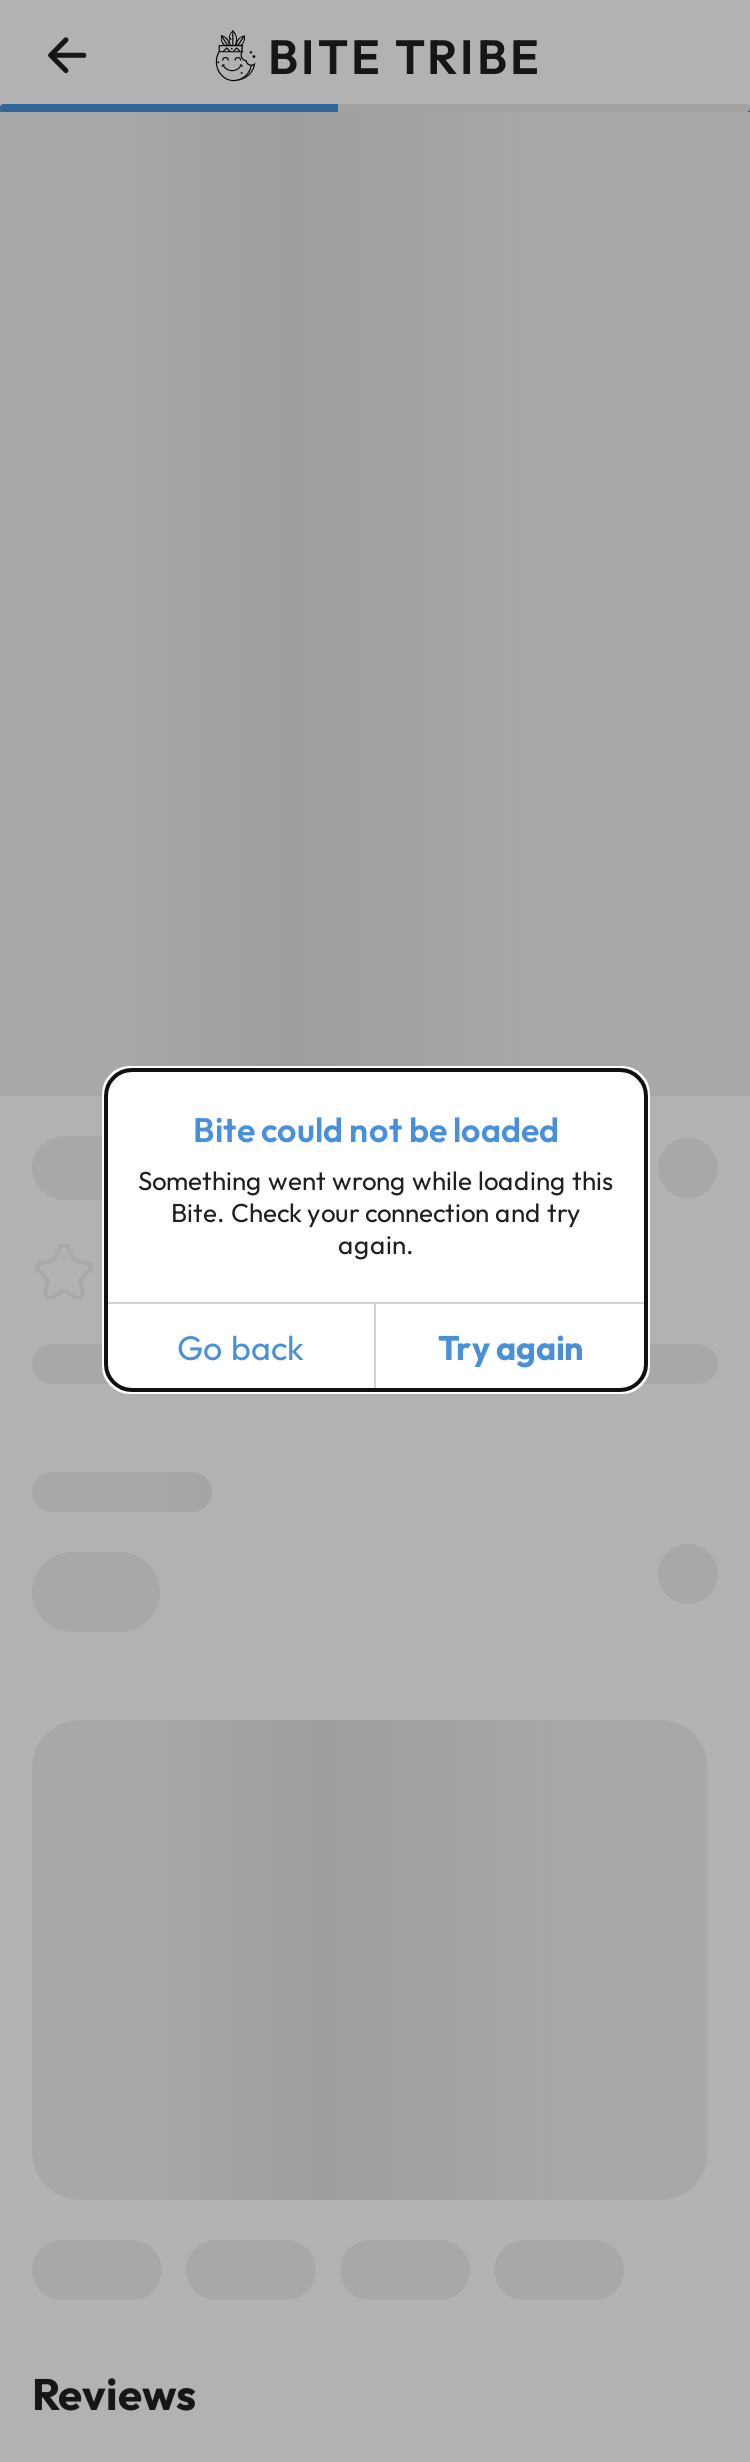 BITE TRIBE
Bite could not be loaded
Something went wrong while loading this
Bite. Check your connection and try
again.
Go back
Try again
Reviews